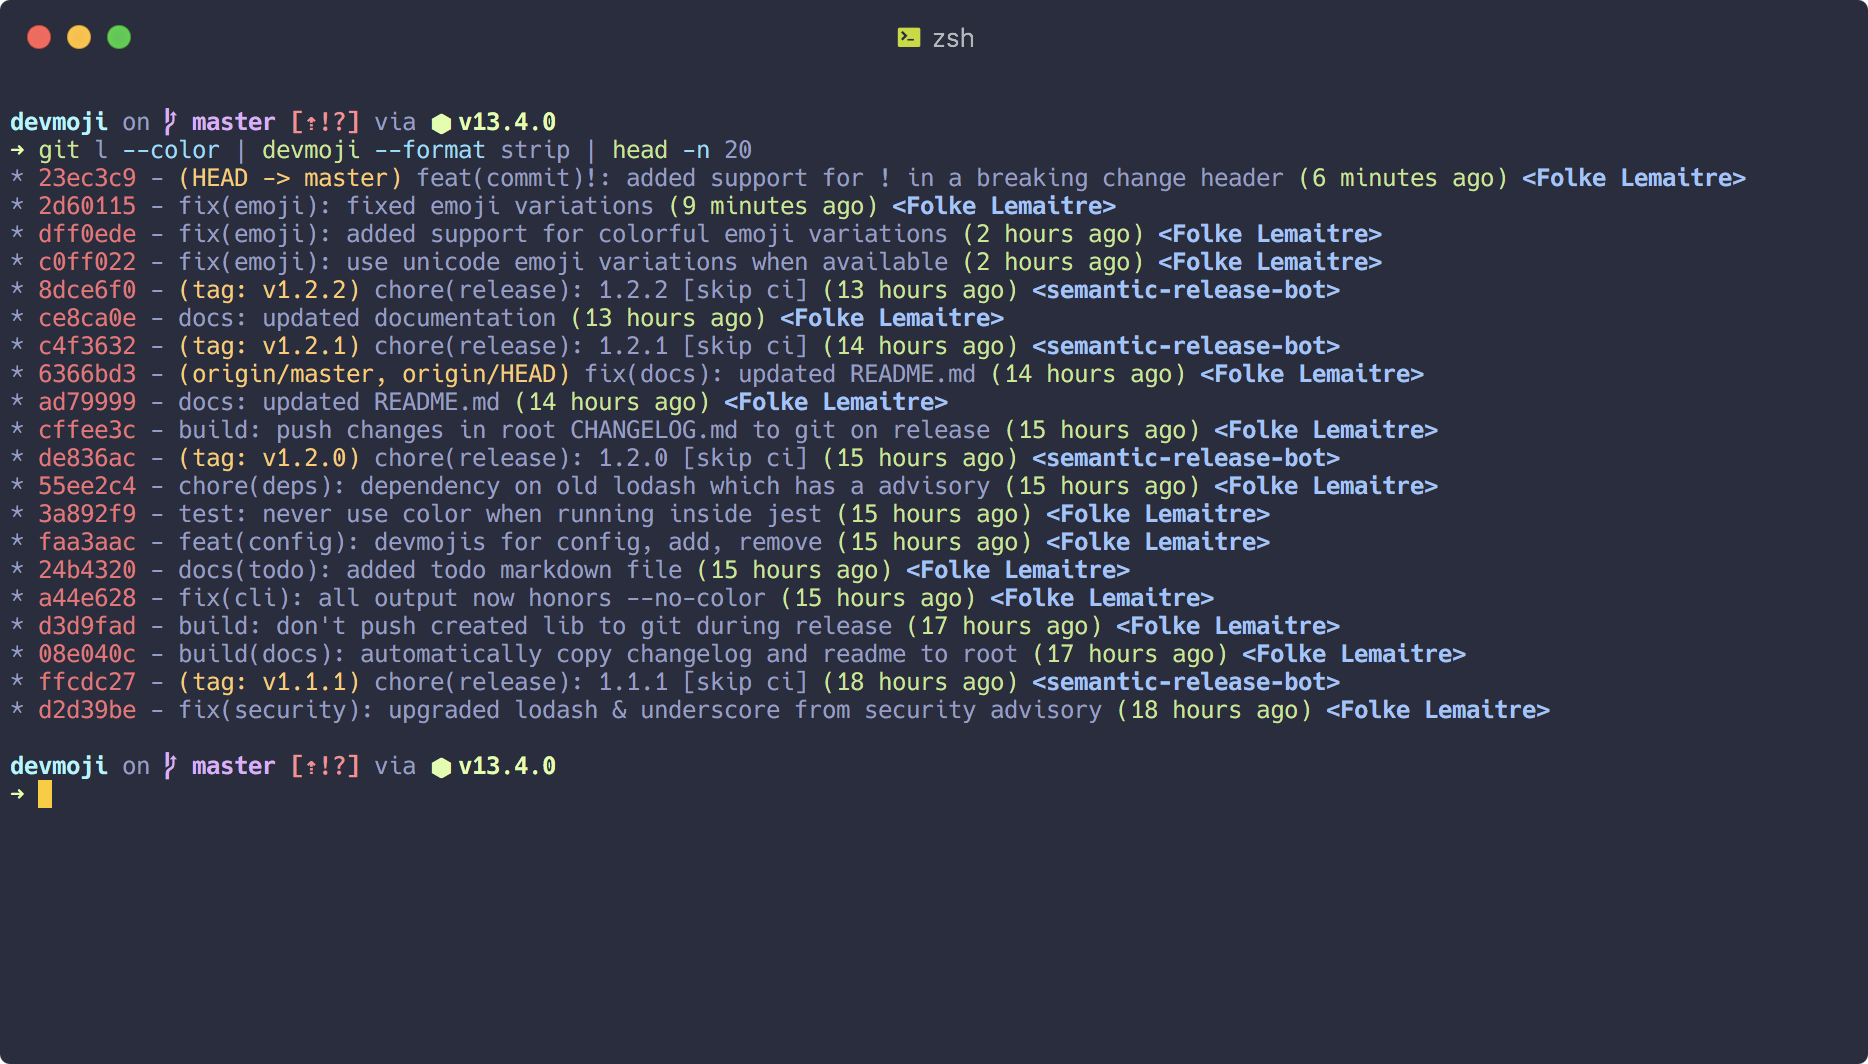 zsh
devmoji on master [⇡!?] via ⬢ v13.4.0
➜ git l --color | devmoji --format strip | head -n 20
* 23ec3c9 - (HEAD -> master) feat(commit)!: added support for ! in a breaking change header (6 minutes ago) <Folke Lemaitre>
* 2d60115 - fix(emoji): fixed emoji variations (9 minutes ago) <Folke Lemaitre>
* dff0ede - fix(emoji): added support for colorful emoji variations (2 hours ago) <Folke Lemaitre>
* c0ff022 - fix(emoji): use unicode emoji variations when available (2 hours ago) <Folke Lemaitre>
* 8dce6f0 - (tag: v1.2.2) chore(release): 1.2.2 [skip ci] (13 hours ago) <semantic-release-bot>
* ce8ca0e - docs: updated documentation (13 hours ago) <Folke Lemaitre>
* c4f3632 - (tag: v1.2.1) chore(release): 1.2.1 [skip ci] (14 hours ago) <semantic-release-bot>
* 6366bd3 - (origin/master, origin/HEAD) fix(docs): updated README.md (14 hours ago) <Folke Lemaitre>
* ad79999 - docs: updated README.md (14 hours ago) <Folke Lemaitre>
* cffee3c - build: push changes in root CHANGELOG.md to git on release (15 hours ago) <Folke Lemaitre>
* de836ac - (tag: v1.2.0) chore(release): 1.2.0 [skip ci] (15 hours ago) <semantic-release-bot>
* 55ee2c4 - chore(deps): dependency on old lodash which has a advisory (15 hours ago) <Folke Lemaitre>
* 3a892f9 - test: never use color when running inside jest (15 hours ago) <Folke Lemaitre>
* faa3aac - feat(config): devmojis for config, add, remove (15 hours ago) <Folke Lemaitre>
* 24b4320 - docs(todo): added todo markdown file (15 hours ago) <Folke Lemaitre>
* a44e628 - fix(cli): all output now honors --no-color (15 hours ago) <Folke Lemaitre>
* d3d9fad - build: don't push created lib to git during release (17 hours ago) <Folke Lemaitre>
* 08e040c - build(docs): automatically copy changelog and readme to root (17 hours ago) <Folke Lemaitre>
* ffcdc27 - (tag: v1.1.1) chore(release): 1.1.1 [skip ci] (18 hours ago) <semantic-release-bot>
* d2d39be - fix(security): upgraded lodash & underscore from security advisory (18 hours ago) <Folke Lemaitre>
devmoji on master [⇡!?] via ⬢ v13.4.0
➜